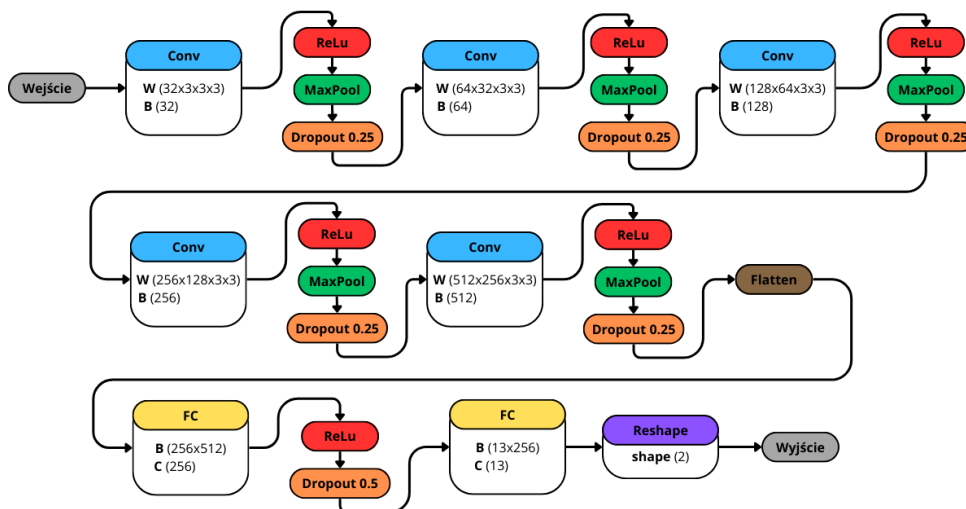 Wejście
Conv
W (32x3x3x3)
B (32)
ReLu
MaxPool
Dropout 0.25
Conv
W (64x32x3x3)
B (64)
ReLu
MaxPool
Dropout 0.25
Conv
W (128x64x3x3)
B (128)
ReLu
MaxPool
Dropout 0.25
Conv
W (256x128x3x3)
B (256)
ReLu
MaxPool
Dropout 0.25
Conv
W (512x256x3x3)
B (512)
ReLu
MaxPool
Dropout 0.25
Flatten
FC
B (256x512)
C (256)
ReLu
Dropout 0.5
FC
B (13x256)
C (13)
Reshape
shape (2)
Wyjście